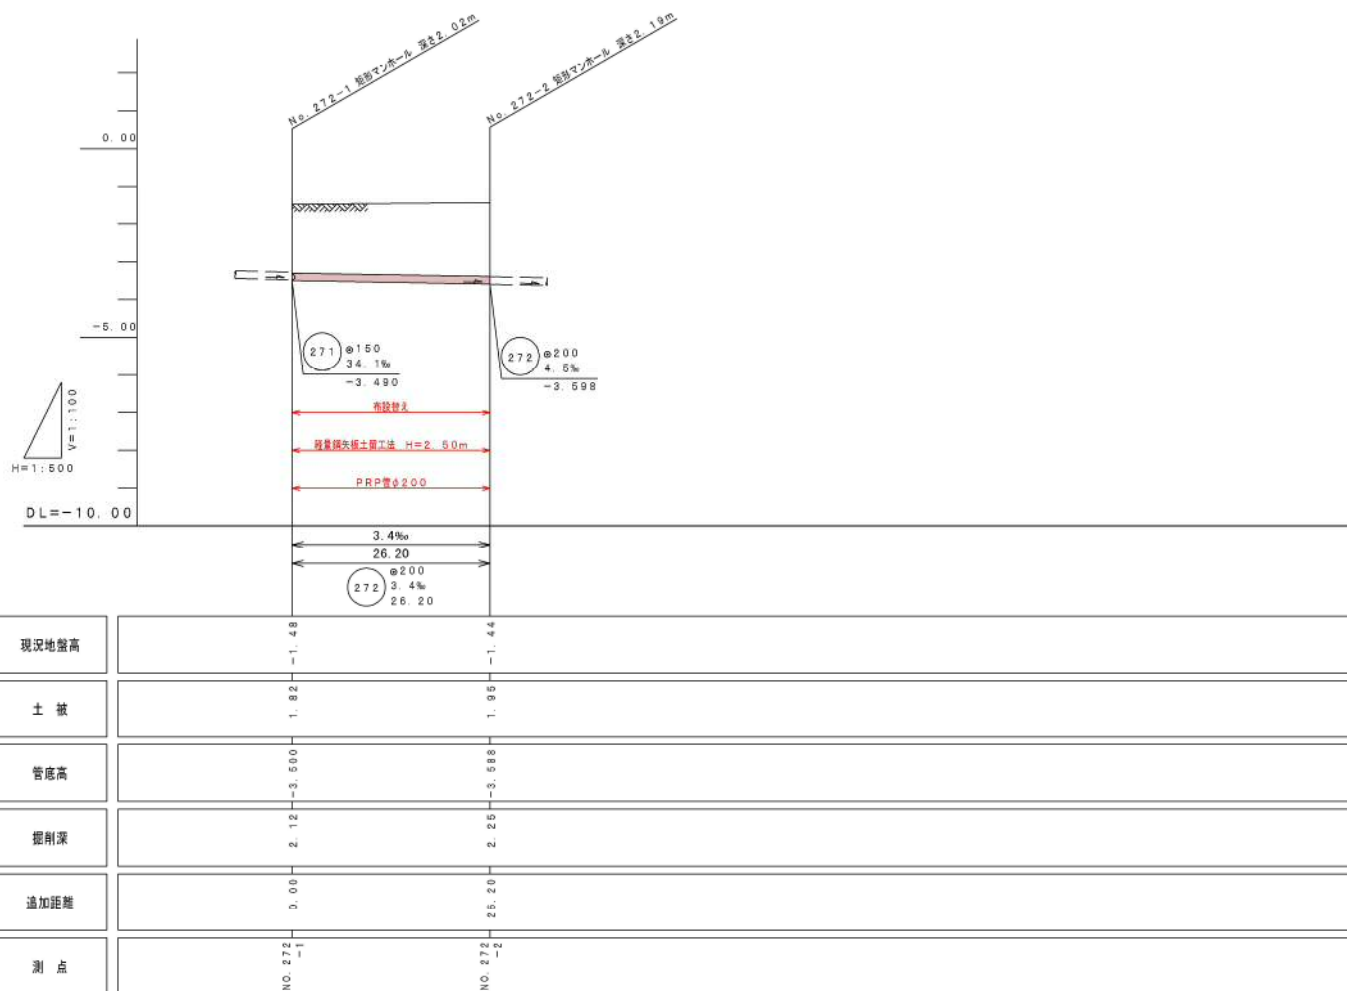 No. 272-1 矩形マンホール 深さ2. 02m
No. 272-2 矩形マンホール 深さ2. 19m
0. 00
-5. 00
271
⊚150
34. 1‰
-3. 490
272
⊚200
4. 5‰
-3. 598
V=1:100
H=1:500
布設替え
軽量鋼矢板土留工法 H=2. 50m
PRP管φ200
DL=-10. 00
3.4‰
26.20
272
⊚200
3. 4‰
26. 20
現況地盤高
-1. 48
-1. 44
土 被
1. 82
1. 95
管底高
-3. 500
-3. 588
掘削深
2. 12
2. 25
追加距離
0. 00
26. 20
測 点
NO. 272
-1
NO. 272
-2